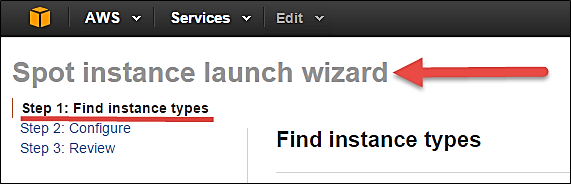 AWS Services Edit
Spot instance launch wizard
Step 1: Find instance types
Step 2: Configure
Step 3: Review
Find instance types